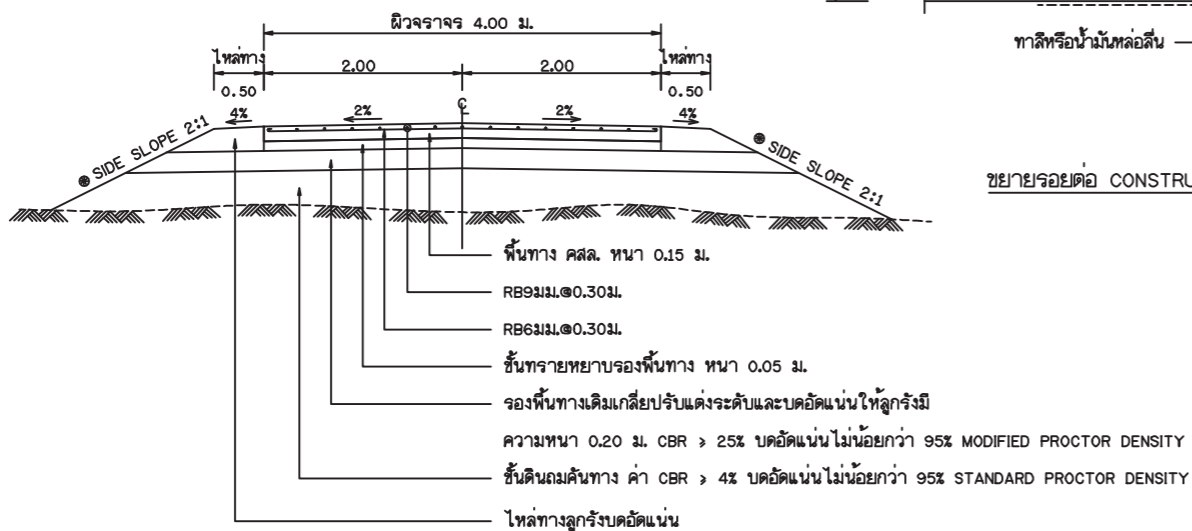 ผิวจราจร 4.00 ม.
ทาสีหรือน้ำมันหล่อลื่น
ไหล่ทาง 2.00 2.00 ไหล่ทาง
0.50 0.50
4% 2% ℄ 2% 4%
SIDE SLOPE 2:1
SIDE SLOPE 2:1
ขยายรอยต่อ CONSTRU
พื้นทาง คสล. หนา 0.15 ม.
RB9มม.@0.30ม.
RB6มม.@0.30ม.
ชั้นทรายหยาบรองพื้นทาง หนา 0.05 ม.
รองพื้นทางเดิมเกลี่ยปรับแต่งระดับและบดอัดแน่นให้ลูกรังมี
ความหนา 0.20 ม. CBR > 25% บดอัดแน่นไม่น้อยกว่า 95% MODIFIED PROCTOR DENSITY
ชั้นดินถมคันทาง ค่า CBR > 4% บดอัดแน่นไม่น้อยกว่า 95% STANDARD PROCTOR DENSITY
ไหล่ทางลูกรังบดอัดแน่น